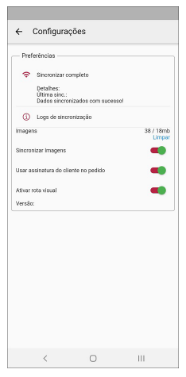 Configurações
Preferências
Sincronizar completo
Detalhes:
Última sinc.:
Dados sincronizados com sucesso!
Logs de sincronização
Imagens 38 / 18mb
Limpar
Sincronizar Imagens
Usar assinatura do cliente no pedido
Ativar rota visual
Versão: